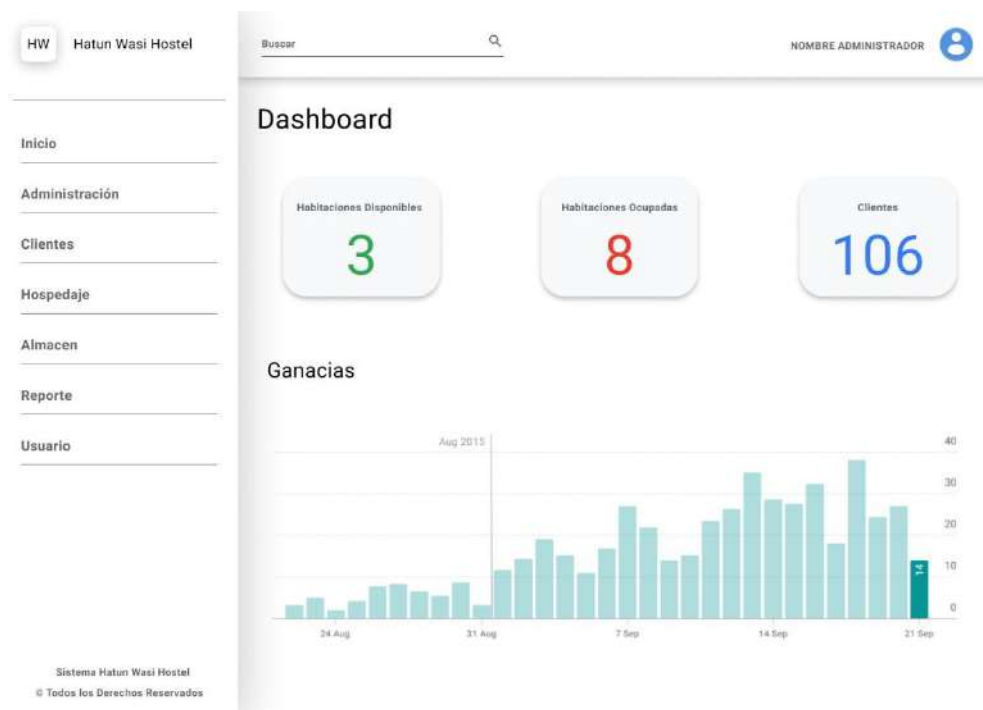 HW Hatun Wasi Hostel
Buscar
NOMBRE ADMINISTRADOR
Inicio
Administración
Clientes
Hospedaje
Almacen
Reporte
Usuario
Sistema Hatun Wasi Hostel
© Todos los Derechos Reservados
Dashboard
Habitaciones Disponibles
3
Habitaciones Ocupadas
8
Clientes
106
Ganacias
Aug 2015
40
30
20
10
0
14
24 Aug
31 Aug
7 Sep
14 Sep
21 Sep